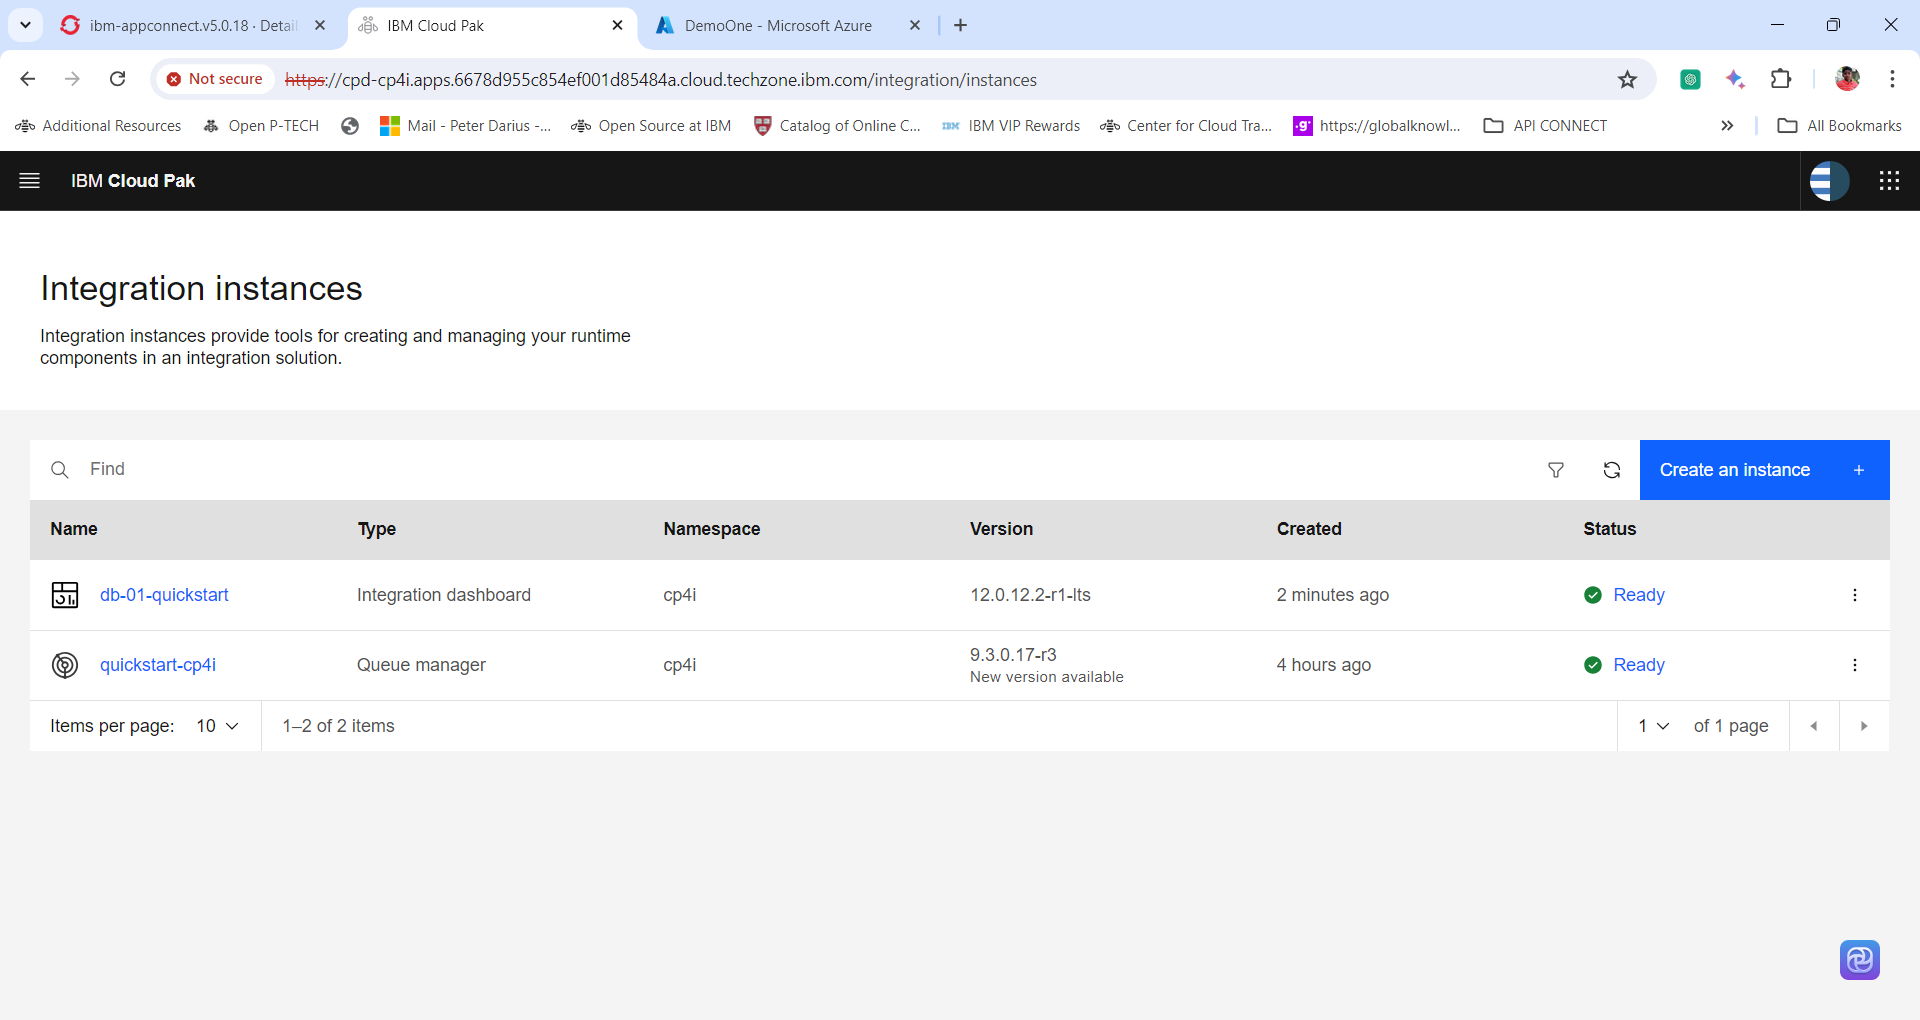 ibm-appconnect.v5.0.18 · Detail
IBM Cloud Pak
DemoOne - Microsoft Azure
Not secure
https://cpd-cp4i.apps.6678d955c854ef001d85484a.cloud.techzone.ibm.com/integration/instances
Additional Resources
Open P-TECH
Mail - Peter Darius -...
Open Source at IBM
Catalog of Online C...
IBM VIP Rewards
Center for Cloud Tra...
https://globalknowl...
API CONNECT
All Bookmarks
IBM Cloud Pak
Integration instances
Integration instances provide tools for creating and managing your runtime
components in an integration solution.
Find
Create an instance +
Name Type Namespace Version Created Status
db-01-quickstart Integration dashboard cp4i 12.0.12.2-r1-lts 2 minutes ago Ready
quickstart-cp4i Queue manager cp4i 9.3.0.17-r3 4 hours ago Ready
New version available
Items per page: 10 1–2 of 2 items 1 of 1 page